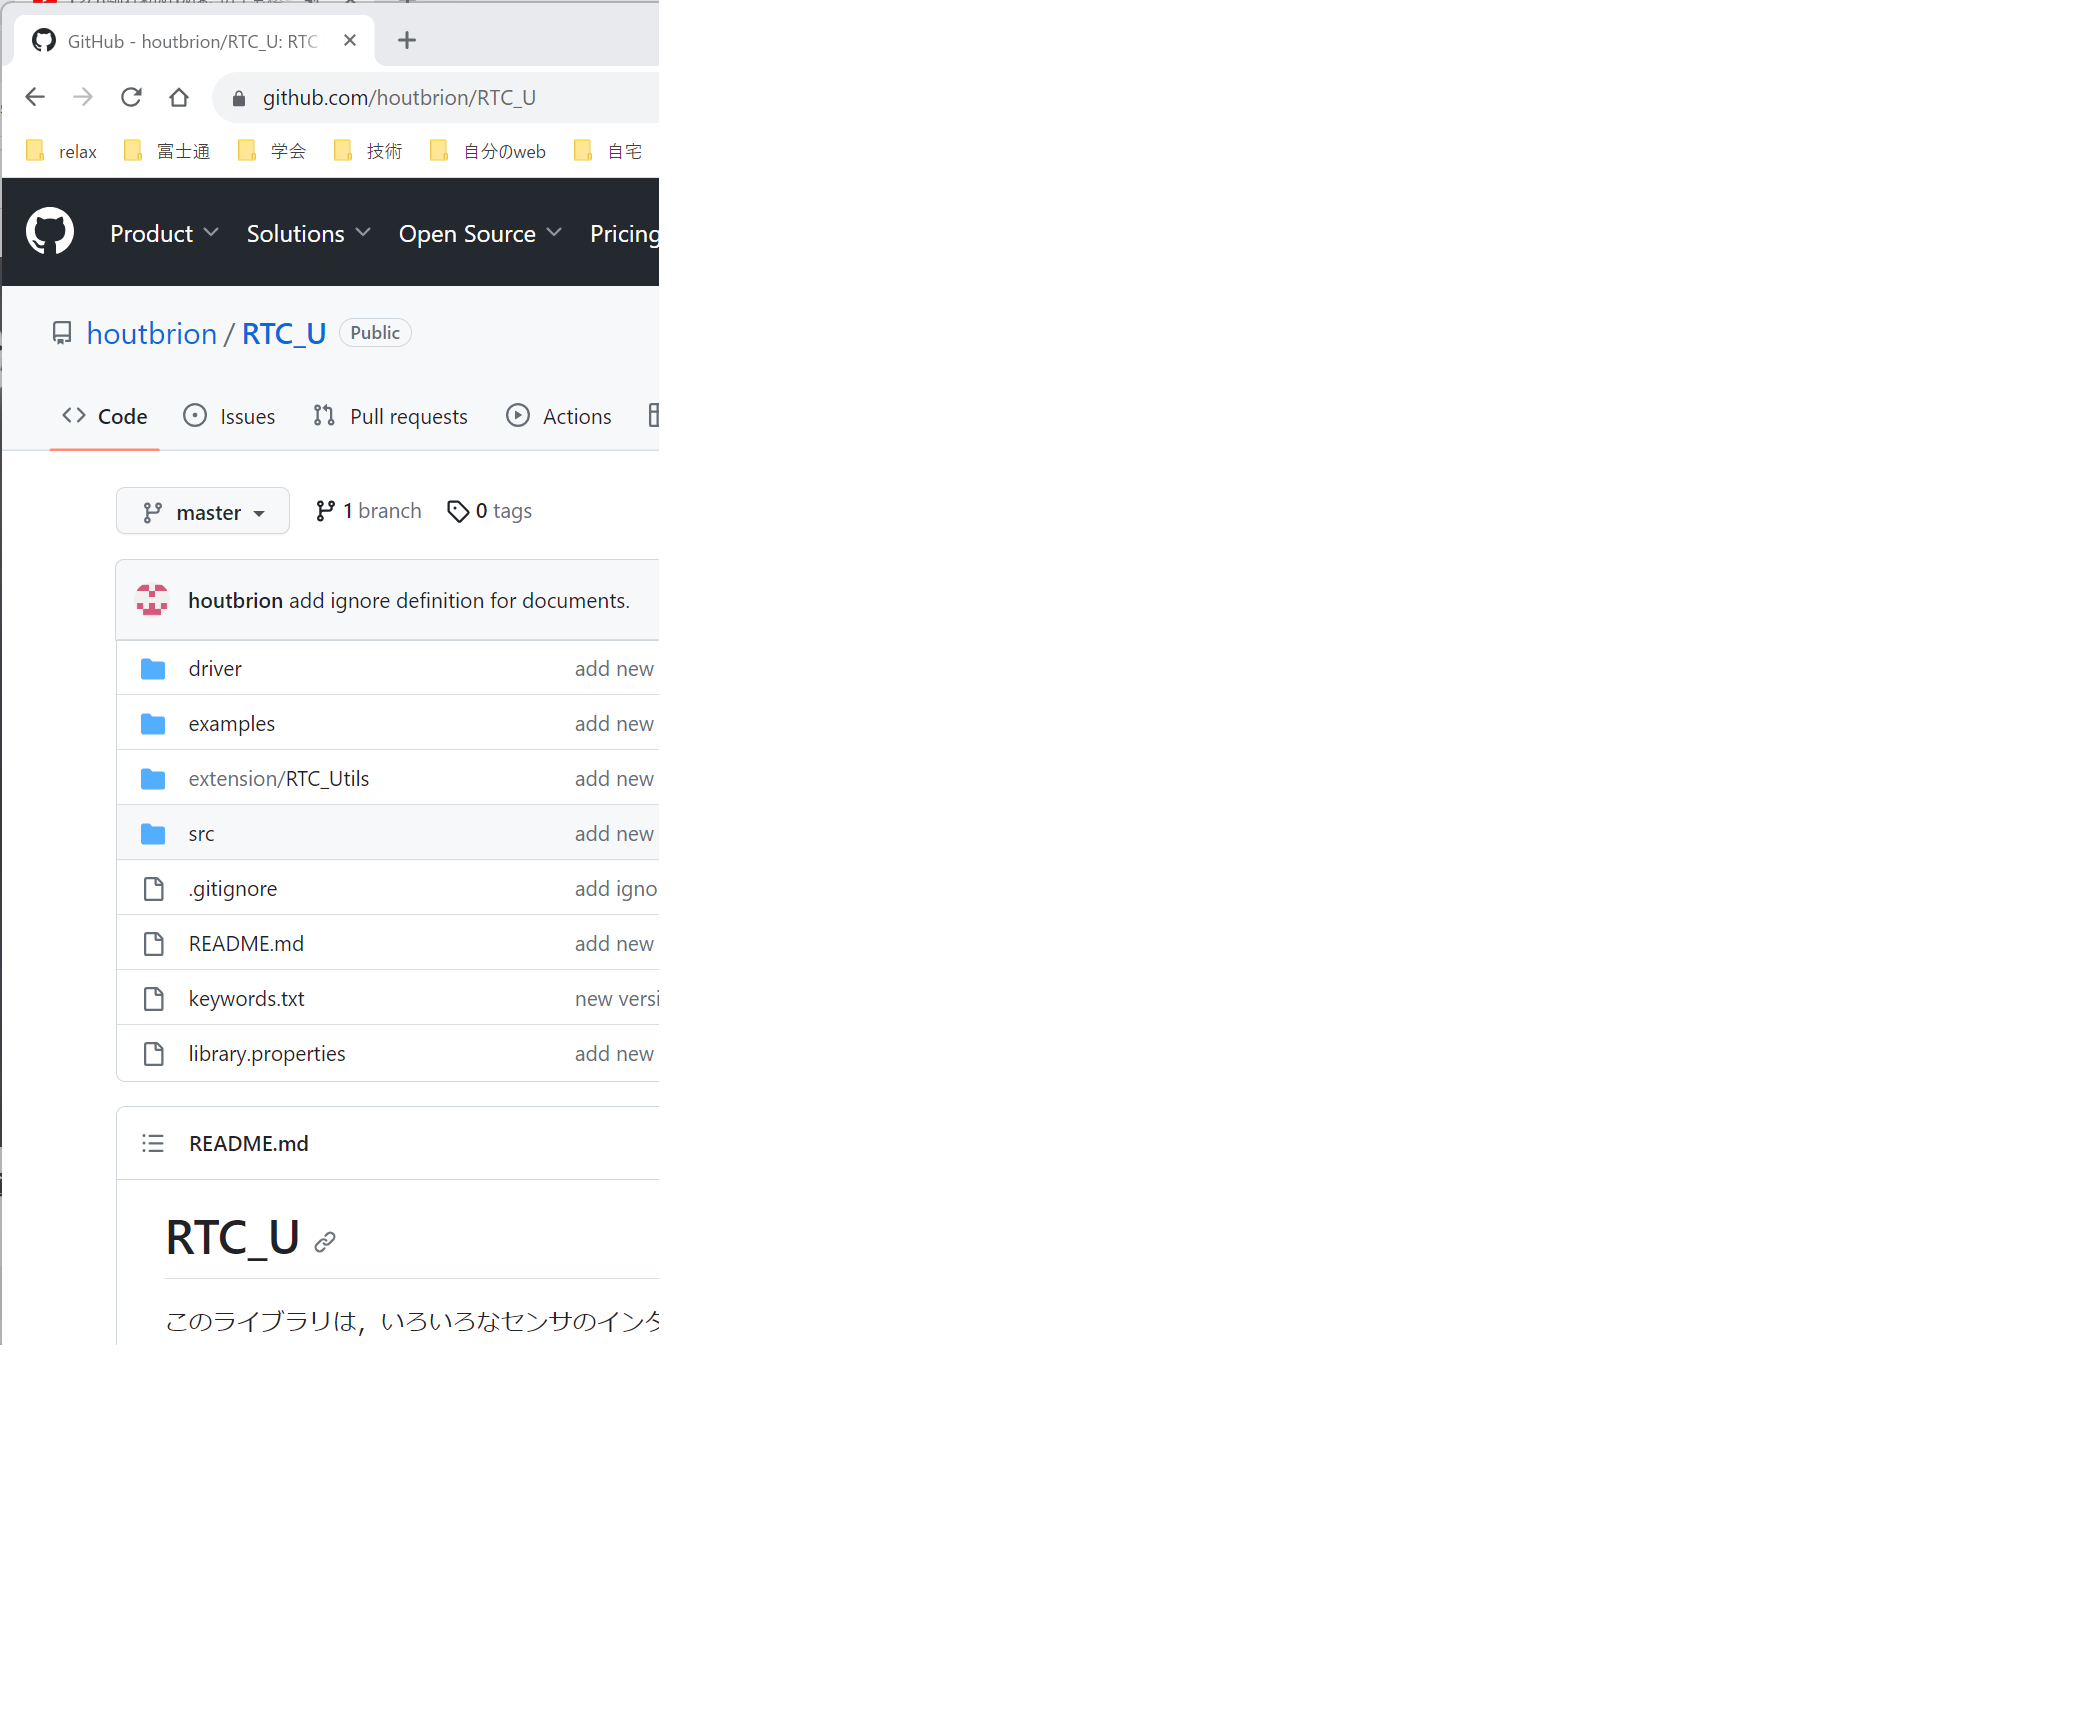 GitHub - houtbrion/RTC_U: RTC
github.com/houtbrion/RTC_U
relax 富士通 学会 技術 自分のweb 自宅
Product Solutions Open Source Pricing
houtbrion / RTC_U Public
Code Issues Pull requests Actions
master 1 branch 0 tags
houtbrion add ignore definition for documents.
driver add new
examples add new
extension/RTC_Utils add new
src add new
.gitignore add igno
README.md add new
keywords.txt new versi
library.properties add new
README.md
RTC_U
このライブラリは，いろいろなセンサのインタ